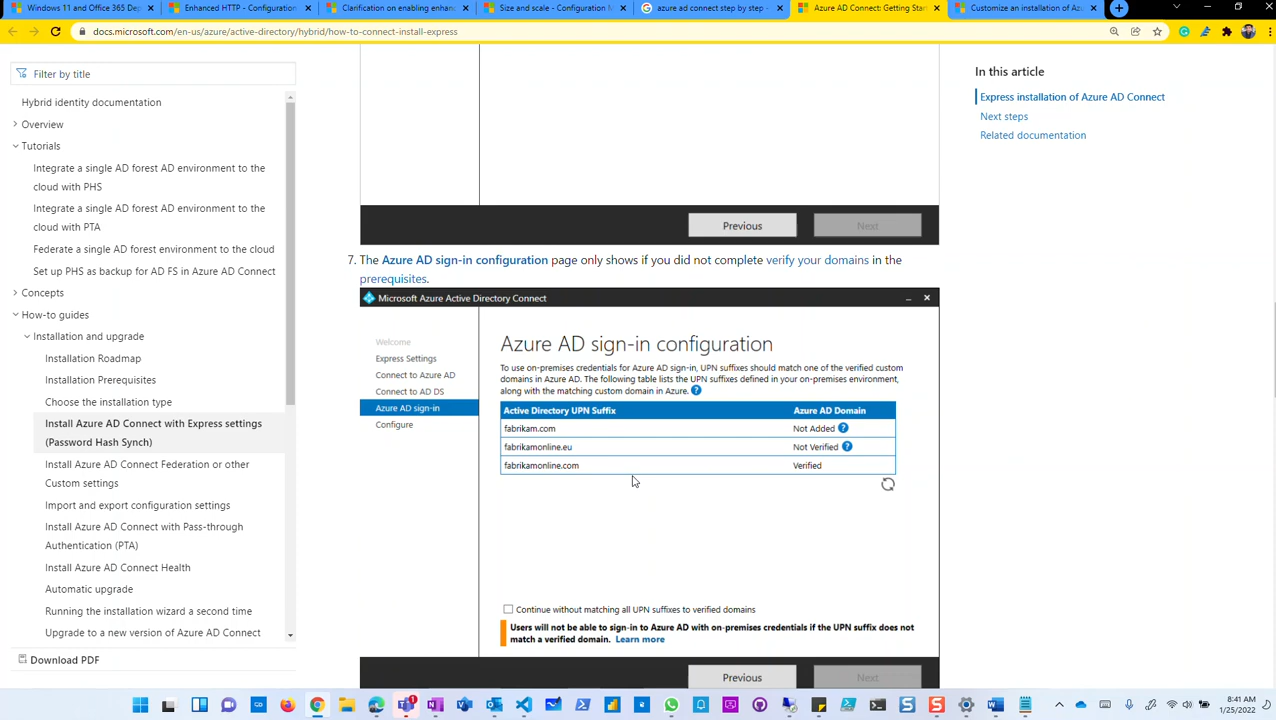 Windows 11 and Office 365 Dep
Enhanced HTTP - Configuration
Clarification on enabling enhanc
Size and scale - Configuration M
azure ad connect step by step -
Azure AD Connect: Getting Start
Customize an installation of Az
docs.microsoft.com/en-us/azure/active-directory/hybrid/how-to-connect-install-express
Filter by title
Hybrid identity documentation
Overview
Tutorials
Integrate a single AD forest AD environment to the
cloud with PHS
Integrate a single AD forest AD environment to the
cloud with PTA
Federate a single AD forest environment to the cloud
Set up PHS as backup for AD FS in Azure AD Connect
Concepts
How-to guides
Installation and upgrade
Installation Roadmap
Installation Prerequisites
Choose the installation type
Install Azure AD Connect with Express settings
(Password Hash Synch)
Install Azure AD Connect Federation or other
Custom settings
Import and export configuration settings
Install Azure AD Connect with Pass-through
Authentication (PTA)
Install Azure AD Connect Health
Automatic upgrade
Running the installation wizard a second time
Upgrade to a new version of Azure AD Connect
Download PDF
Previous
Next
7. The Azure AD sign-in configuration page only shows if you did not complete verify your domains in the
prerequisites.
Microsoft Azure Active Directory Connect
Welcome
Express Settings
Connect to Azure AD
Connect to AD DS
Azure AD sign-in
Configure
Azure AD sign-in configuration
To use on-premises credentials for Azure AD sign-in, UPN suffixes should match one of the verified custom
domains in Azure AD. The following table lists the UPN suffixes defined in your on-premises environment,
along with the matching custom domain in Azure. ?
Active Directory UPN Suffix Azure AD Domain
fabrikam.com Not Added ?
fabrikamonline.eu Not Verified ?
fabrikamonline.com Verified
Continue without matching all UPN suffixes to verified domains
Users will not be able to sign-in to Azure AD with on-premises credentials if the UPN suffix does not
match a verified domain. Learn more
Previous
Next
In this article
Express installation of Azure AD Connect
Next steps
Related documentation
1
8:41 AM
1/25/2022